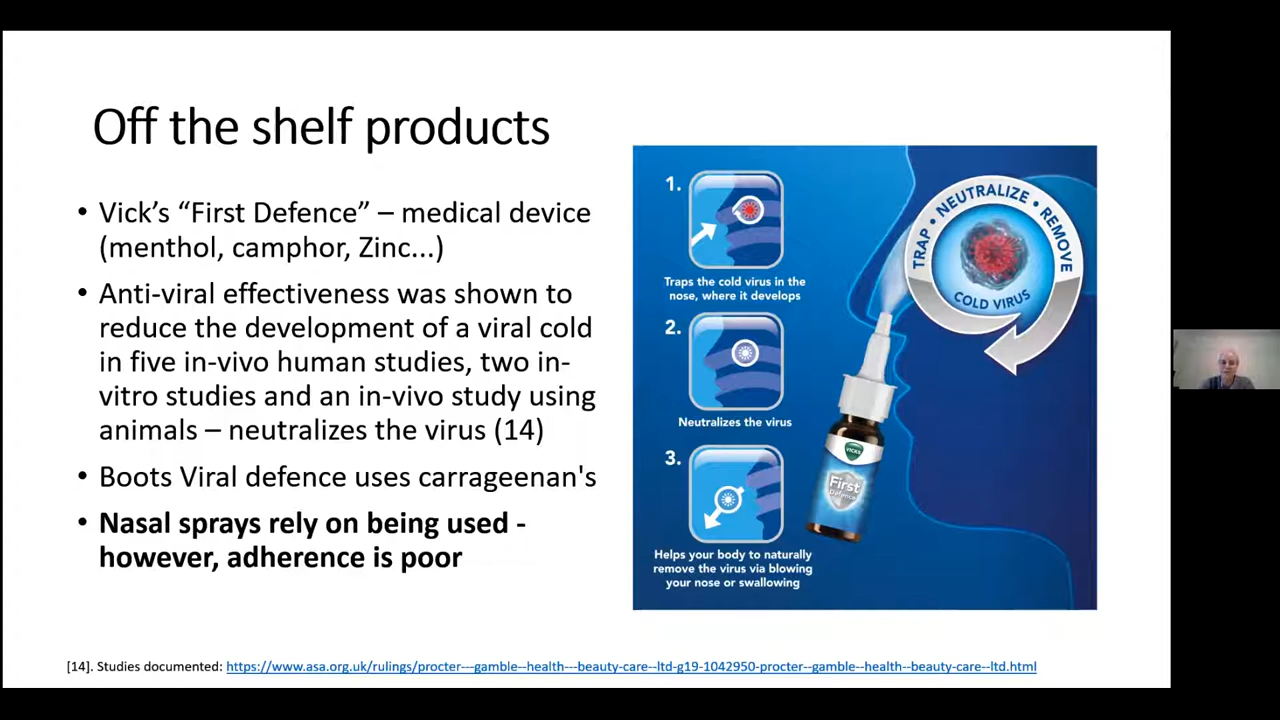 Off the shelf products
• Vick’s “First Defence” – medical device
(menthol, camphor, Zinc...)
• Anti-viral effectiveness was shown to
reduce the development of a viral cold
in five in-vivo human studies, two in-
vitro studies and an in-vivo study using
animals – neutralizes the virus (14)
• Boots Viral defence uses carrageenan's
• Nasal sprays rely on being used -
however, adherence is poor
1.
Traps the cold virus in the
nose, where it develops
2.
Neutralizes the virus
3.
Helps your body to naturally
remove the virus via blowing
your nose or swallowing
TRAP • NEUTRALIZE • REMOVE
COLD VIRUS
VICKS
First
Defence
[14]. Studies documented: https://www.asa.org.uk/rulings/procter---gamble--health---beauty-care--ltd-g19-1042950-procter--gamble--health--beauty-care--ltd.html